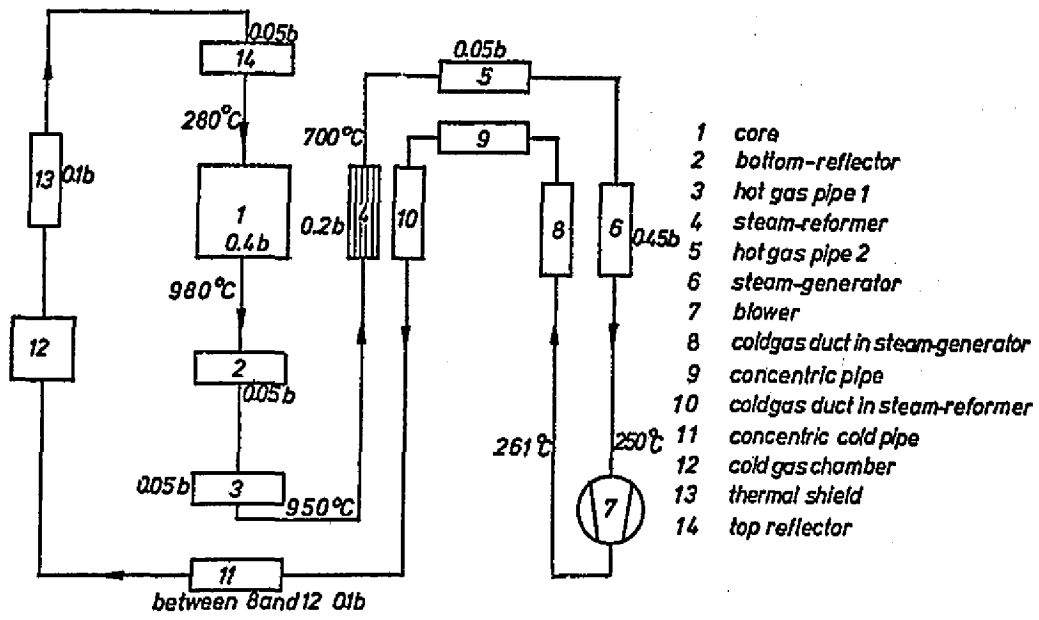 0.05b
14
280°C
13
0.1b
1
0.4b
980°C
12
2
0.05b
0.05b
3
950°C
11
between 8 and 12 0.1b
0.05b
5
700°C
9
0.2b
4
10
8
6
0.45b
261°C
250°C
7
1 core
2 bottom-reflector
3 hot gas pipe 1
4 steam-reformer
5 hot gas pipe 2
6 steam-generator
7 blower
8 coldgas duct in steam-generator
9 concentric pipe
10 coldgas duct in steam-reformer
11 concentric cold pipe
12 cold gas chamber
13 thermal shield
14 top reflector